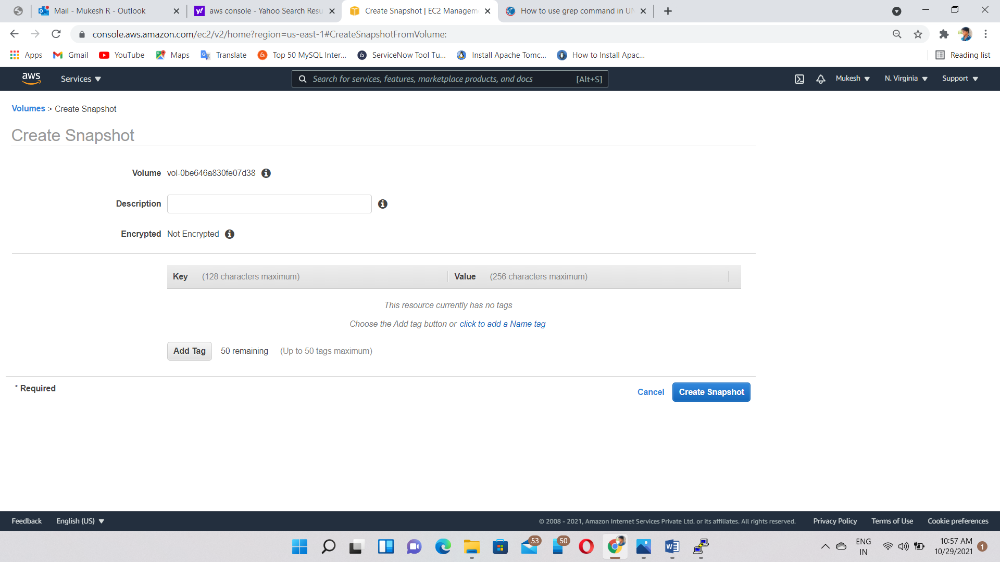 Mail - Mukesh R - Outlook
aws console - Yahoo Search Resu
Create Snapshot | EC2 Managem
How to use grep command in UN
console.aws.amazon.com/ec2/v2/home?region=us-east-1#CreateSnapshotFromVolume:
Apps Gmail YouTube Maps Translate Top 50 MySQL Inter... ServiceNow Tool Tu... Install Apache Tomc... How to Install Apac... Reading list
aws Services Search for services, features, marketplace products, and docs [Alt+S] Mukesh N. Virginia Support
Volumes > Create Snapshot
Create Snapshot
Volume vol-0be646a830fe07d38
Description
Encrypted Not Encrypted
Key (128 characters maximum) Value (256 characters maximum)
This resource currently has no tags
Choose the Add tag button or click to add a Name tag
Add Tag 50 remaining (Up to 50 tags maximum)
* Required
Cancel Create Snapshot
Feedback English (US) © 2008 - 2021, Amazon Internet Services Private Ltd. or its affiliates. All rights reserved. Privacy Policy Terms of Use Cookie preferences
53 50
ENG
IN
10:57 AM
10/29/2021
1